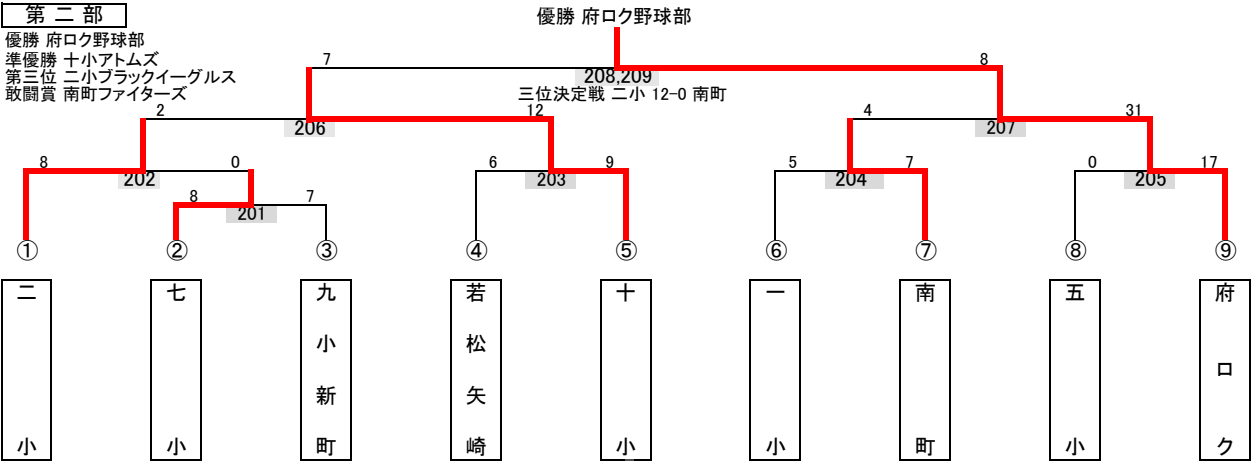 第二部
優勝 府ロク野球部
優勝 府ロク野球部
準優勝 十小アトムズ
第三位 二小ブラックイーグルス
敢闘賞 南町ファイターズ
7 8
208,209
三位決定戦 二小 12-0 南町
2 12 4 31
206 207
8 0 6 9 5 7 0 17
202 203 204 205
8 7
201
① ② ③ ④ ⑤ ⑥ ⑦ ⑧ ⑨
二小
七小
九小新町
若松矢崎
十小
一小
南町
五小
府ロク